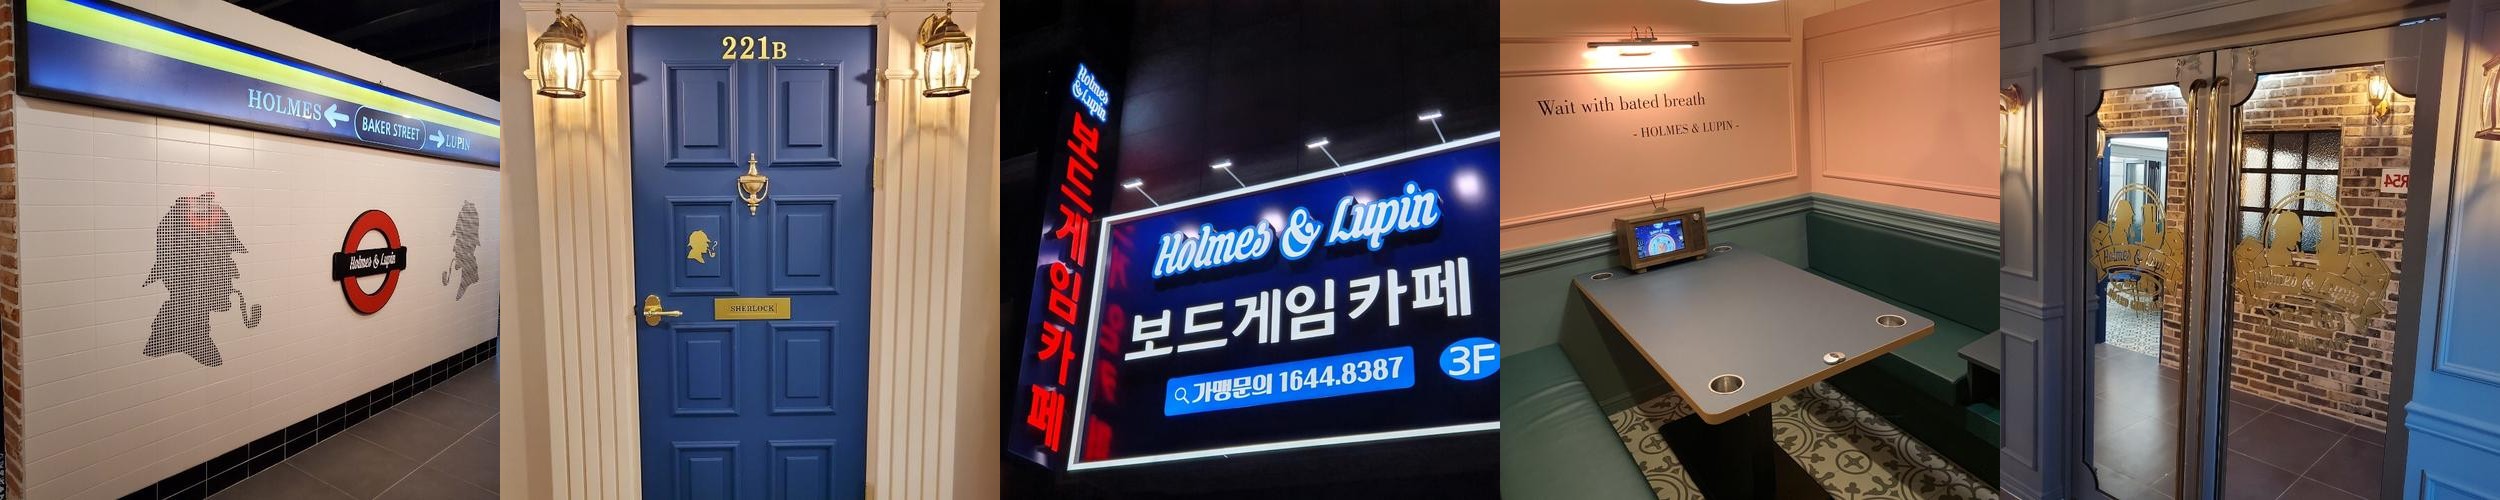 HOLMES
BAKER STREET
LUPIN
Holmes & Lupin
221B
SHERLOCK
Holmes & Lupin
보드게임카페
Holmes & Lupin
보드게임 카페
가맹문의 1644.8387
3F
Wait with bated breath
- HOLMES & LUPIN -
Holmes & Lupin
Holmes & Lupin